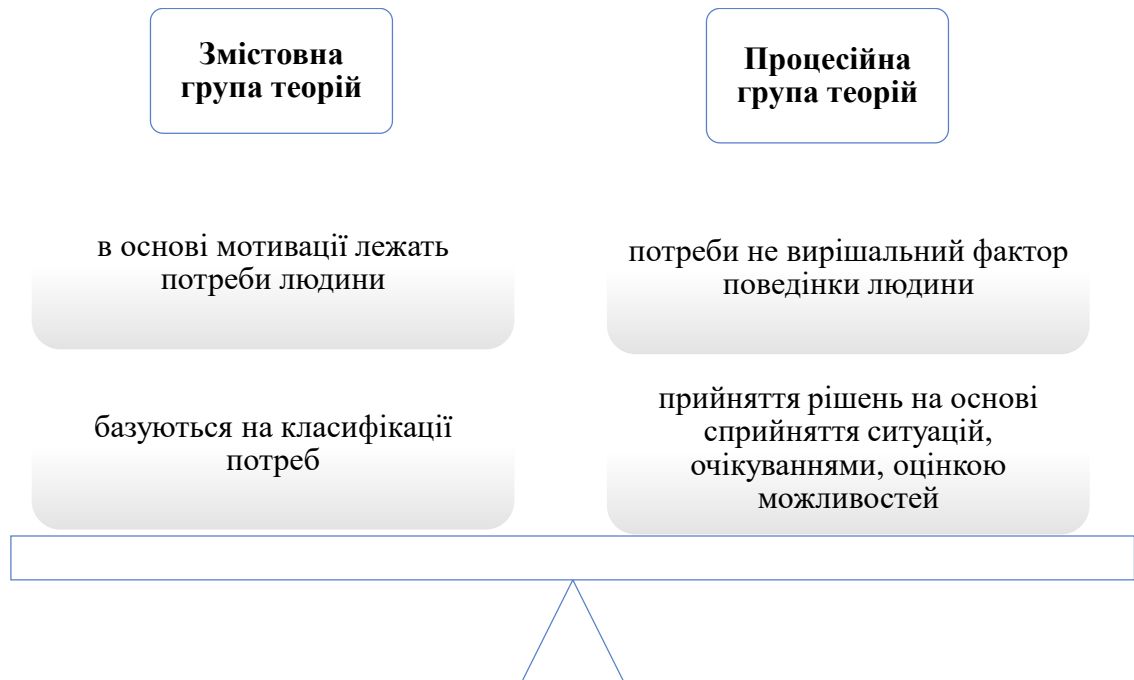 Змістовна
група теорій
Процесійна
група теорій
в основі мотивації лежать
потреби людини
потреби не вирішальний фактор
поведінки людини
базуються на класифікації
потреб
прийняття рішень на основі
сприйняття ситуацій,
очікуваннями, оцінкою
можливостей